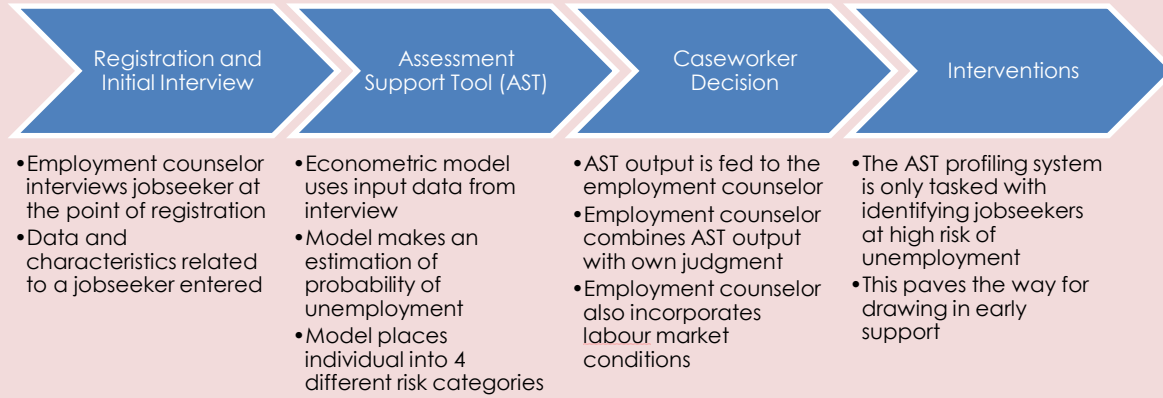 Registration and
Initial Interview
Assessment
Support Tool (AST)
Caseworker
Decision
Interventions
•Employment counselor
interviews jobseeker at
the point of registration
•Data and
characteristics related
to a jobseeker entered
•Econometric model
uses input data from
interview
•Model makes an
estimation of
probability of
unemployment
•Model places
individual into 4
different risk categories
•AST output is fed to the
employment counselor
•Employment counselor
combines AST output
with own judgment
•Employment counselor
also incorporates
labour market
conditions
•The AST profiling system
is only tasked with
identifying jobseekers
at high risk of
unemployment
•This paves the way for
drawing in early
support